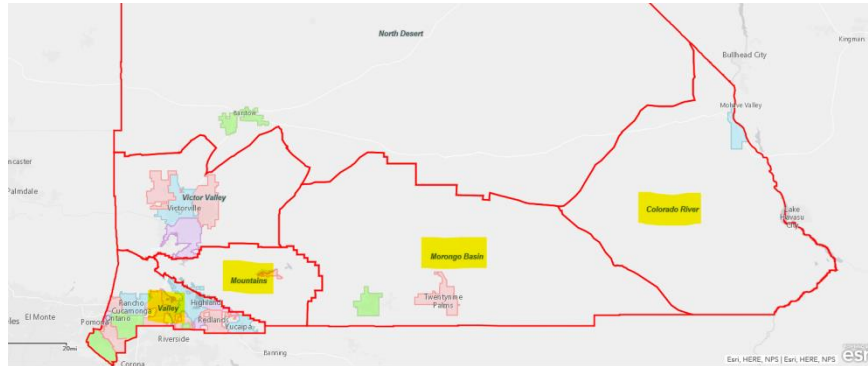 North Desert
Kingman
Bullhead City
Barstow
Mohave Valley
ncaster
Palmdale
Victor Valley
Victorville
Colorado River
Lake
Havasu
City
Morongo Basin
Mountains
Twentynine
Palms
Rancho
Cucamonga
Valley
Highland
Ontario
Redlands
Yucaipa
les
El Monte
Pomona
Riverside
20mi
Banning
Corona
Esri, HERE, NPS | Esri, HERE, NPS
esri